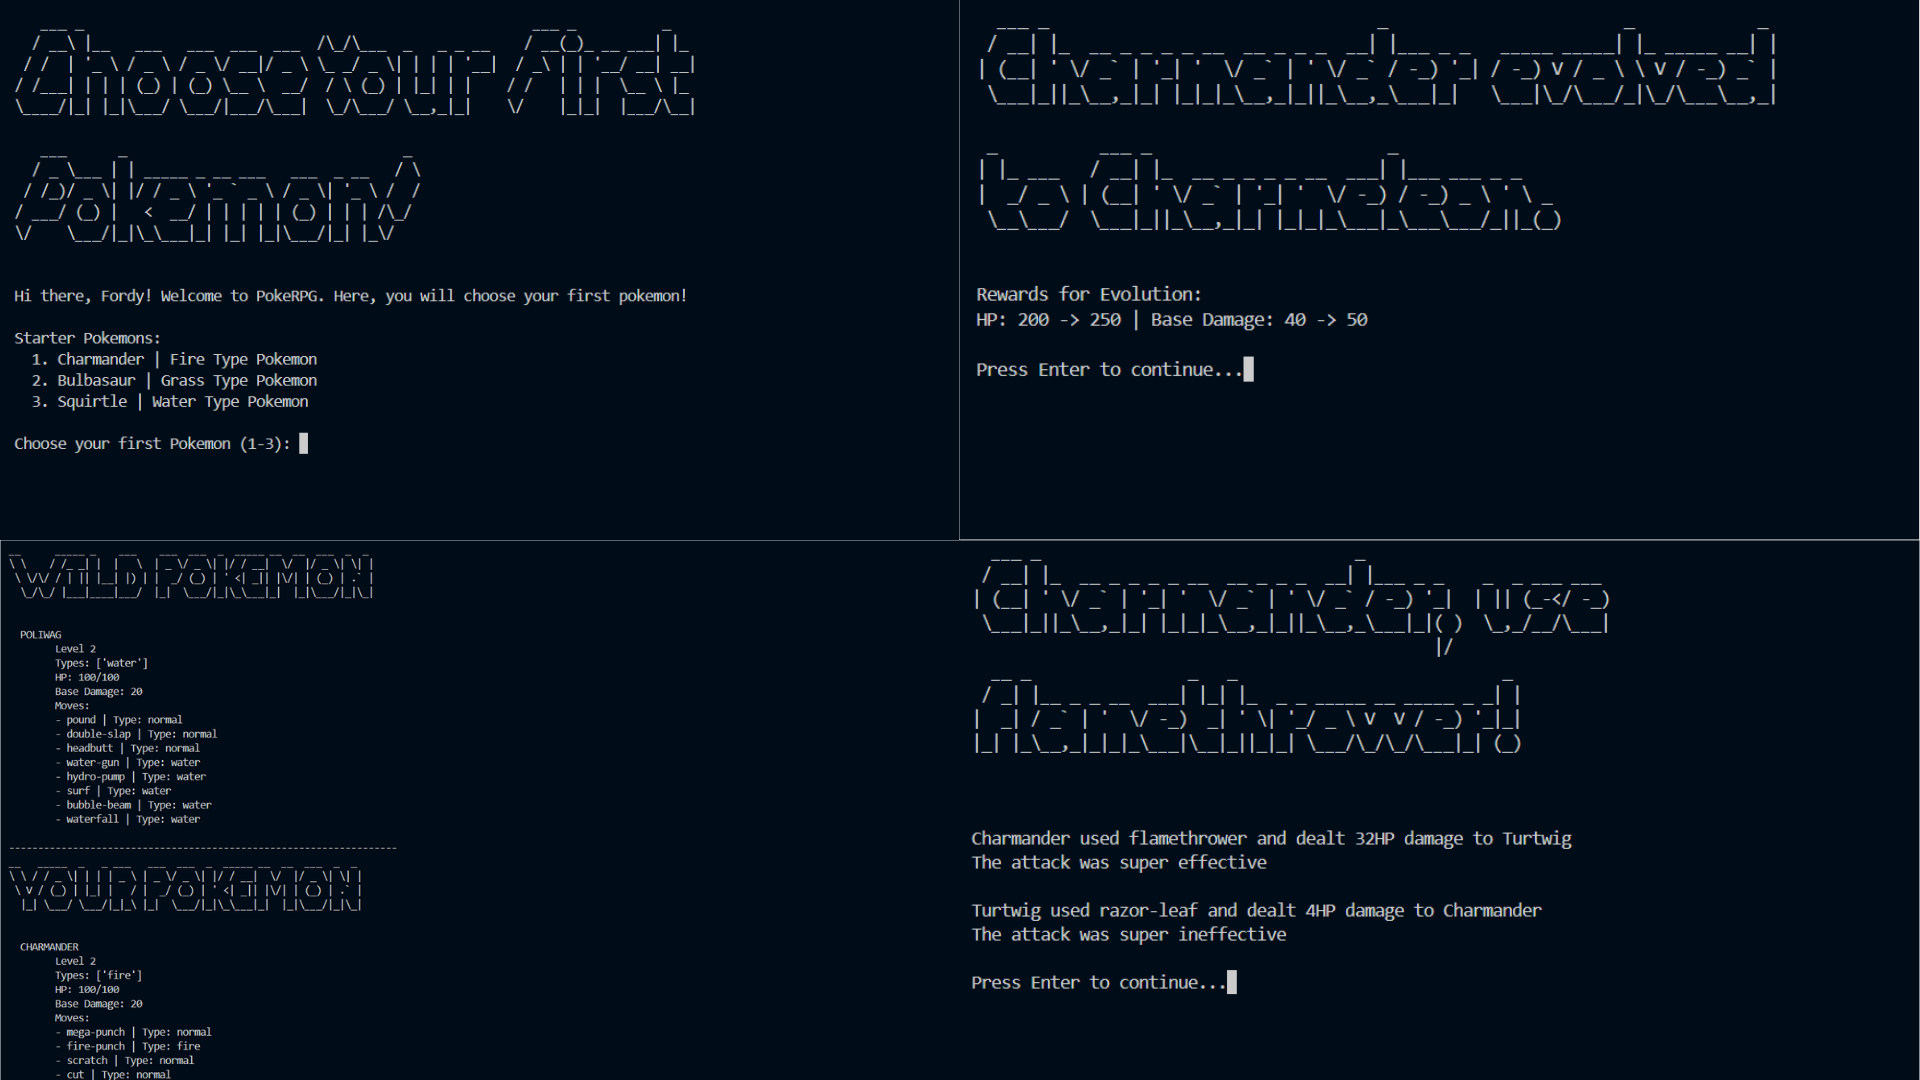 Choose Your First
Pokemon!
Hi there, Fordy! Welcome to PokeRPG. Here, you will choose your first pokemon!
Starter Pokemons:
1. Charmander | Fire Type Pokemon
2. Bulbasaur | Grass Type Pokemon
3. Squirtle | Water Type Pokemon
Choose your first Pokemon (1-3):
Charmander evolved
to Charmeleon.
Rewards for Evolution:
HP: 200 -> 250 | Base Damage: 40 -> 50
Press Enter to continue...
WILD POKEMON
POLIWAG
Level 2
Types: ['water']
HP: 100/100
Base Damage: 20
Moves:
- pound | Type: normal
- double-slap | Type: normal
- headbutt | Type: normal
- water-gun | Type: water
- hydro-pump | Type: water
- surf | Type: water
- bubble-beam | Type: water
- waterfall | Type: water
--------------------------------------------------------------------
YOUR POKEMON
CHARMANDER
Level 2
Types: ['fire']
HP: 100/100
Base Damage: 20
Moves:
- mega-punch | Type: normal
- fire-punch | Type: fire
- scratch | Type: normal
- cut | Type: normal
Charmander, use
flamethrower!
Charmander used flamethrower and dealt 32HP damage to Turtwig
The attack was super effective
Turtwig used razor-leaf and dealt 4HP damage to Charmander
The attack was super ineffective
Press Enter to continue...